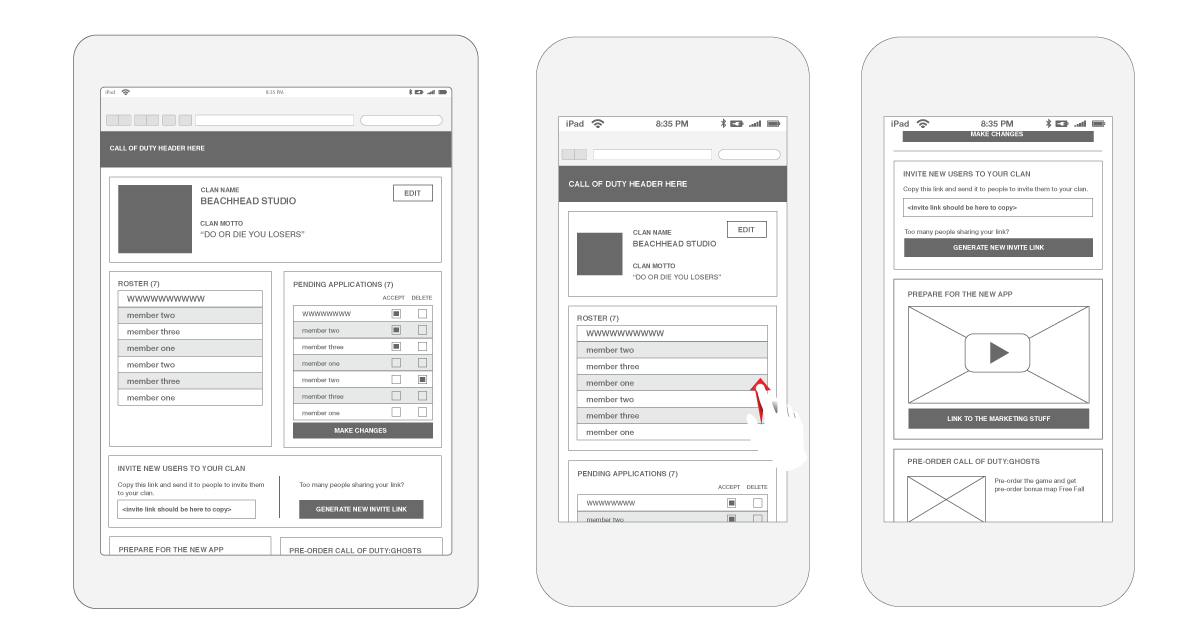 iPad
8:35 PM
CALL OF DUTY HEADER HERE
CLAN NAME
BEACHHEAD STUDIO
EDIT
CLAN MOTTO
“DO OR DIE YOU LOSERS”
ROSTER (7)
WWWWWWWWWW
member two
member three
member one
member two
member three
member one
PENDING APPLICATIONS (7)
ACCEPT DELETE
WWWWWWWW
member two
member three
member one
member two
member three
member one
MAKE CHANGES
INVITE NEW USERS TO YOUR CLAN
Copy this link and send it to people to invite them
to your clan.
<invite link should be here to copy>
Too many people sharing your link?
GENERATE NEW INVITE LINK
PREPARE FOR THE NEW APP
PRE-ORDER CALL OF DUTY:GHOSTS
iPad
8:35 PM
CALL OF DUTY HEADER HERE
CLAN NAME
BEACHHEAD STUDIO
EDIT
CLAN MOTTO
“DO OR DIE YOU LOSERS”
ROSTER (7)
WWWWWWWWWW
member two
member three
member one
member two
member three
member one
PENDING APPLICATIONS (7)
ACCEPT DELETE
WWWWWWWW
member two
iPad
8:35 PM
MAKE CHANGES
INVITE NEW USERS TO YOUR CLAN
Copy this link and send it to people to invite them to your clan.
<invite link should be here to copy>
Too many people sharing your link?
GENERATE NEW INVITE LINK
PREPARE FOR THE NEW APP
LINK TO THE MARKETING STUFF
PRE-ORDER CALL OF DUTY:GHOSTS
Pre-order the game and get
pre-order bonus map Free Fall